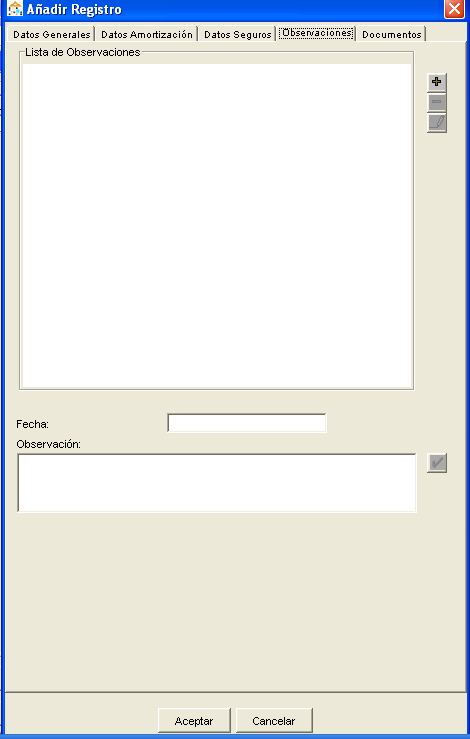 Añadir Registro
Datos Generales Datos Amortización Datos Seguros Observaciones Documentos
Lista de Observaciones
Fecha:
Observación:
Aceptar Cancelar